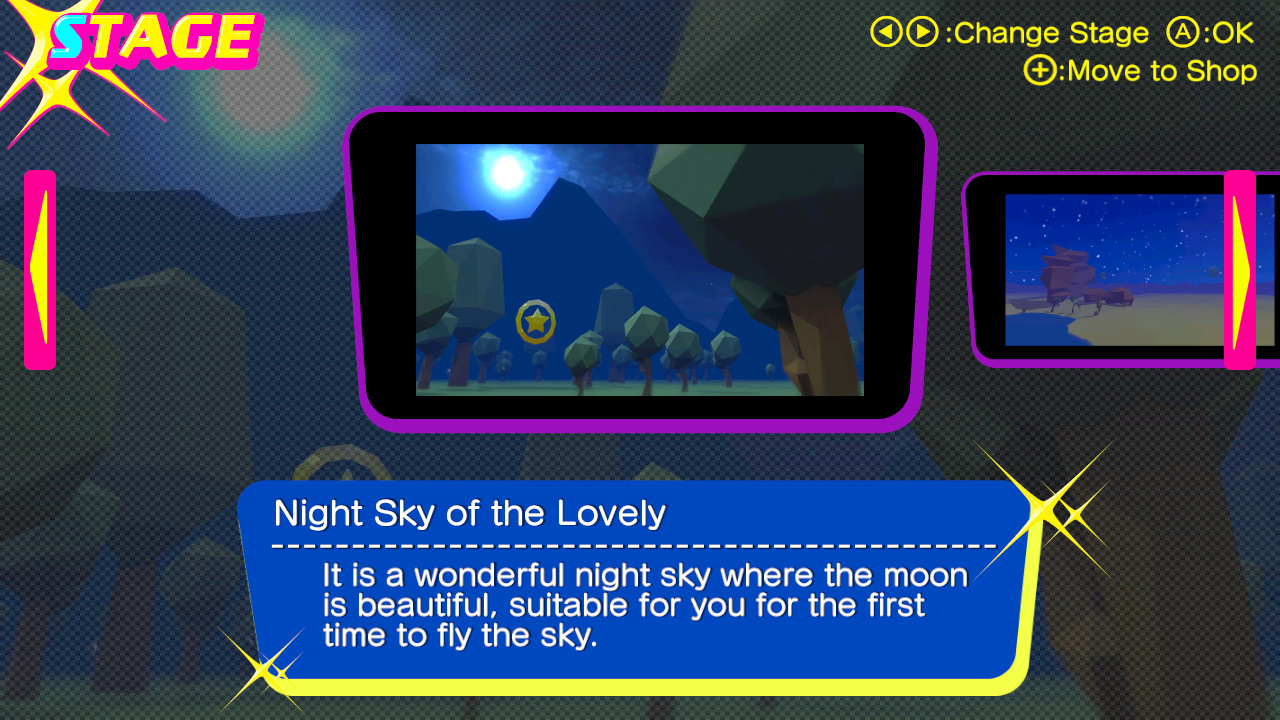 STAGE
◀▶:Change Stage Ⓐ:OK
⊕:Move to Shop
Night Sky of the Lovely
It is a wonderful night sky where the moon
is beautiful, suitable for you for the first
time to fly the sky.